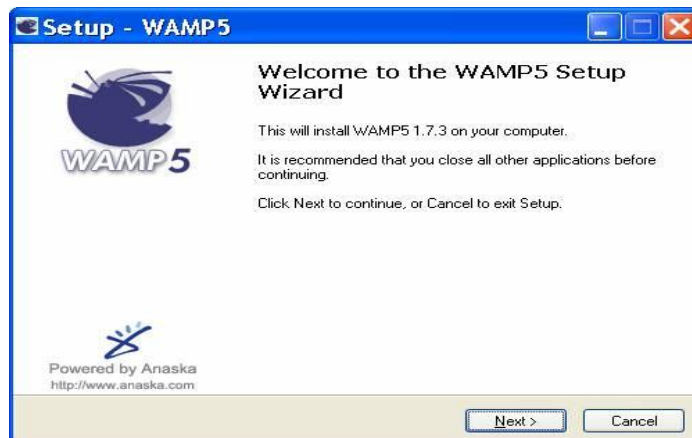 Setup - WAMP5
Welcome to the WAMP5 Setup
Wizard
This will install WAMP5 1.7.3 on your computer.
It is recommended that you close all other applications before
continuing.
Click Next to continue, or Cancel to exit Setup.
WAMP5
Powered by Anaska
http://www.anaska.com
Next >
Cancel